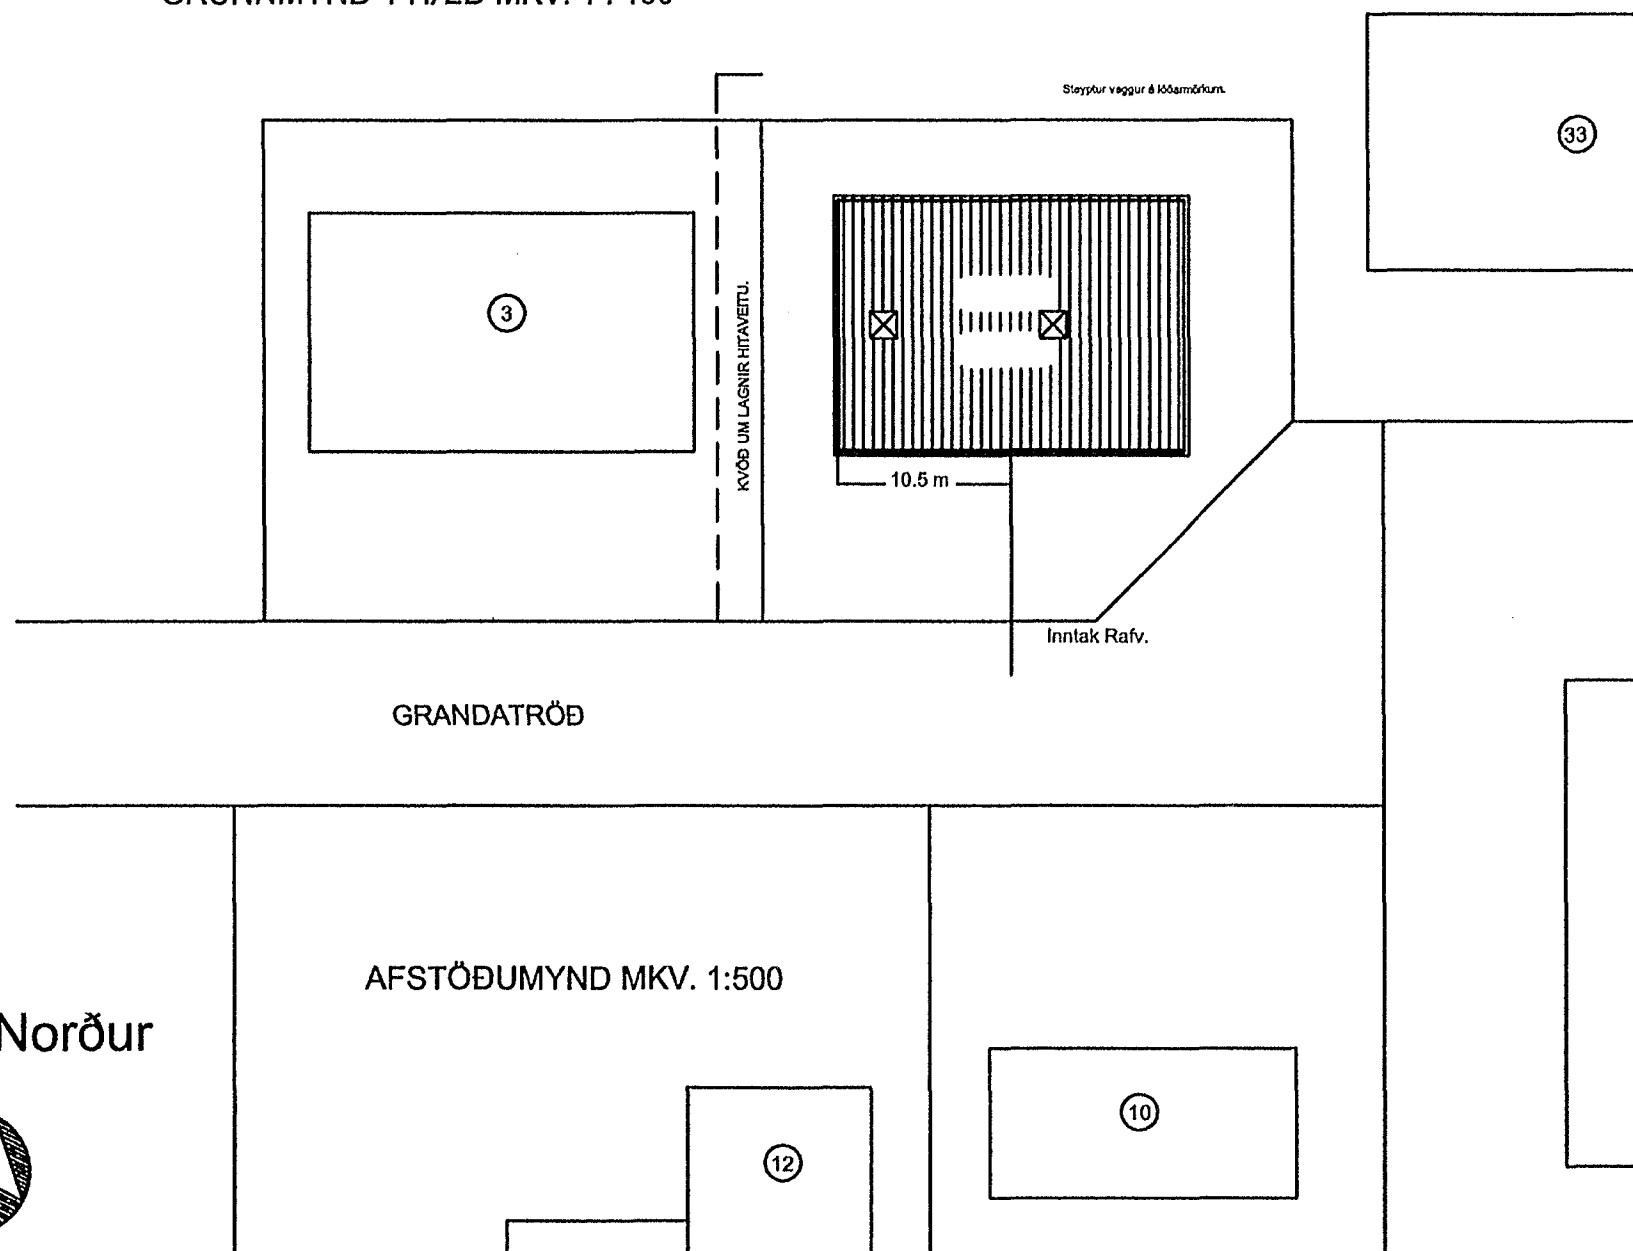 Steyptur veggur á lóðarmörkum.
33
3
KVÖÐ UM LAGNIR HITAVEITU.
10.5 m
Inntak Rafv.
GRANDATRÖÐ
AFSTÖÐUMYND MKV. 1:500
Norður
10
12